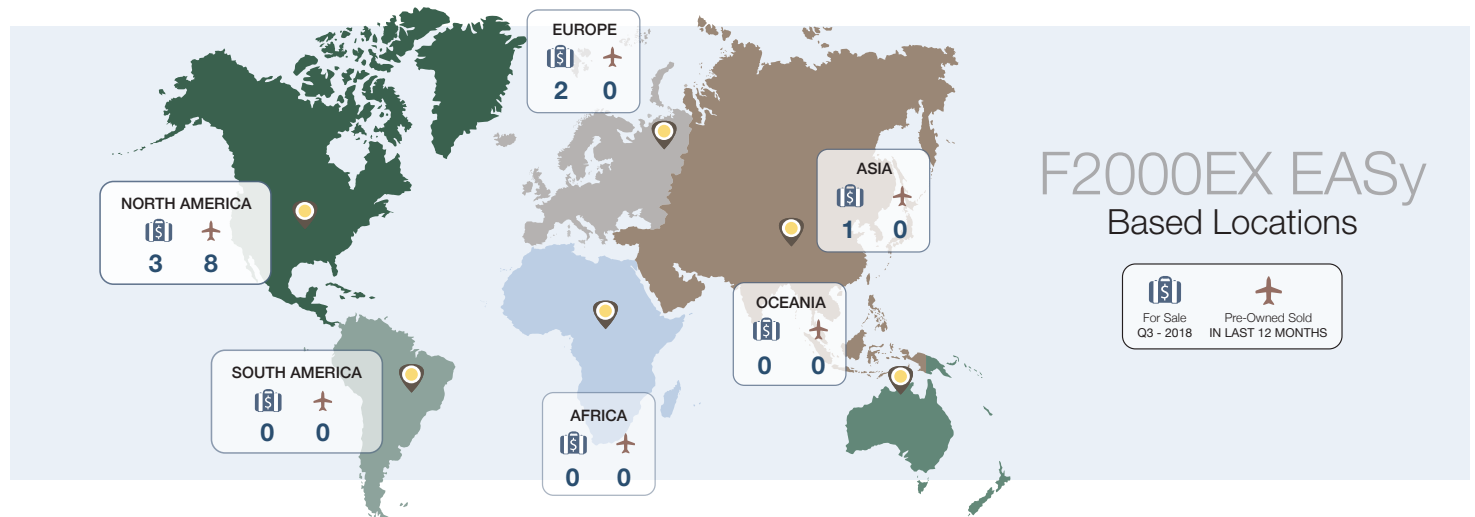 EUROPE
2 0
NORTH AMERICA
3 8
ASIA
1 0
OCEANIA
0 0
SOUTH AMERICA
0 0
AFRICA
0 0
F2000EX EASy
Based Locations
For Sale
Q3 - 2018
Pre-Owned Sold
IN LAST 12 MONTHS